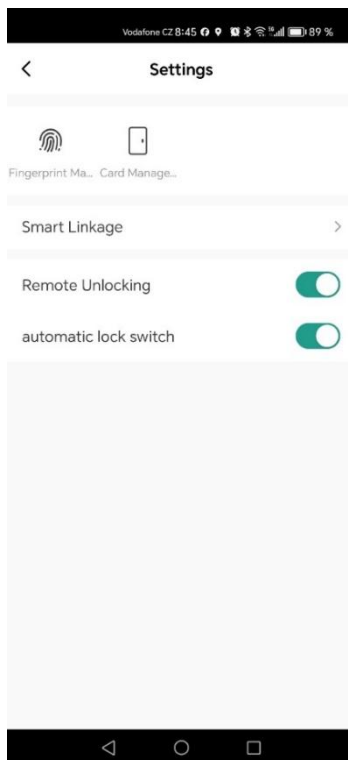 Vodafone CZ 8:45 89 %
Settings
Fingerprint Ma... Card Manage...
Smart Linkage
Remote Unlocking
automatic lock switch